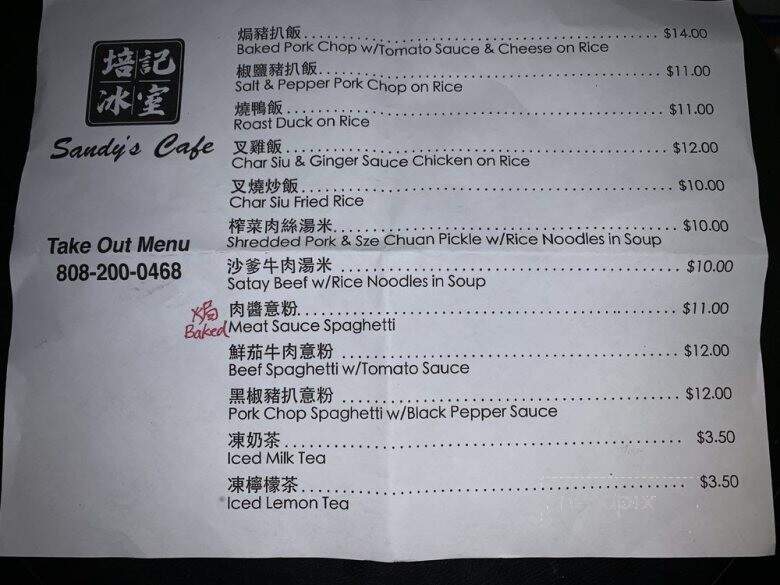 培記
冰室
Sandy's Cafe
Take Out Menu
808-200-0468
焗豬扒飯 $14.00
Baked Pork Chop w/Tomato Sauce & Cheese on Rice
椒鹽豬扒飯 $11.00
Salt & Pepper Pork Chop on Rice
燒鴨飯 $11.00
Roast Duck on Rice
叉雞飯 $12.00
Char Siu & Ginger Sauce Chicken on Rice
叉燒炒飯 $10.00
Char Siu Fried Rice
榨菜肉絲湯米 $10.00
Shredded Pork & Sze Chuan Pickle w/Rice Noodles in Soup
沙爹牛肉湯米 $10.00
Satay Beef w/Rice Noodles in Soup
焗 肉醬意粉 $11.00
Baked Meat Sauce Spaghetti
鮮茄牛肉意粉 $12.00
Beef Spaghetti w/Tomato Sauce
黑椒豬扒意粉 $12.00
Pork Chop Spaghetti w/Black Pepper Sauce
凍奶茶 $3.50
Iced Milk Tea
凍檸檬茶 $3.50
Iced Lemon Tea